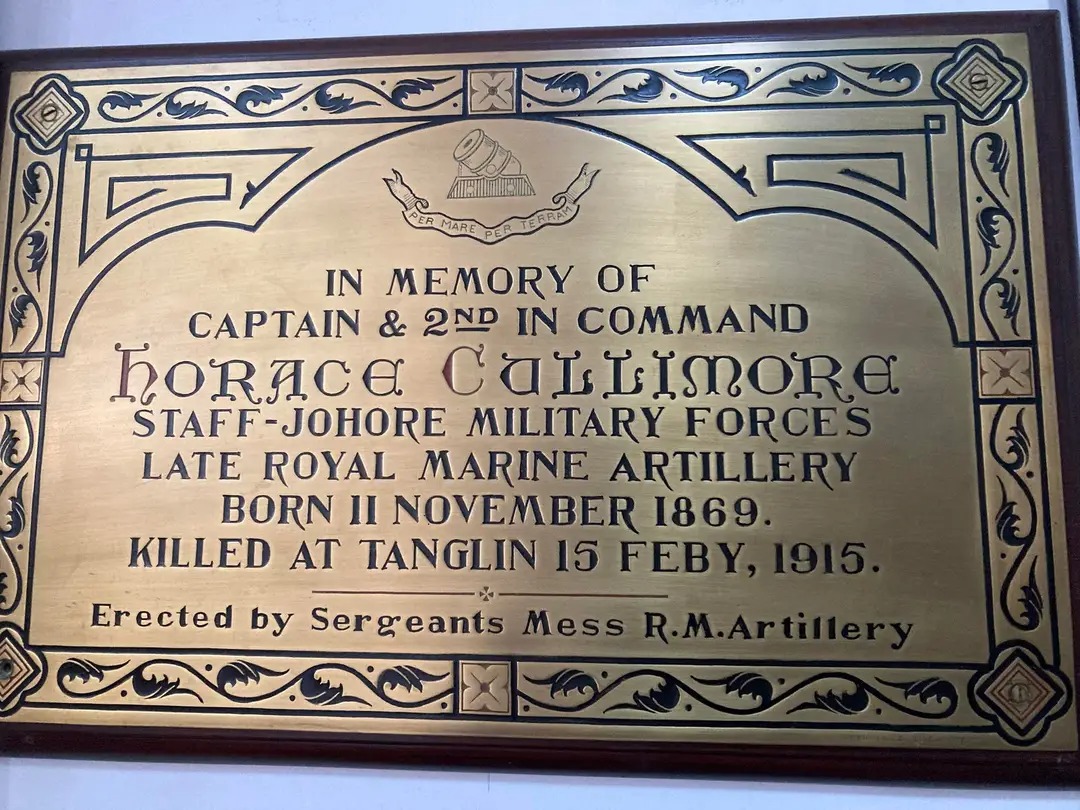 PER MARE PER TERRAM
IN MEMORY OF
CAPTAIN & 2ND IN COMMAND
HORACE CULLIMORE
STAFF-JOHORE MILITARY FORCES
LATE ROYAL MARINE ARTILLERY
BORN 11 NOVEMBER 1869.
KILLED AT TANGLIN 15 FEBY, 1915.
Erected by Sergeants Mess R.M.Artillery